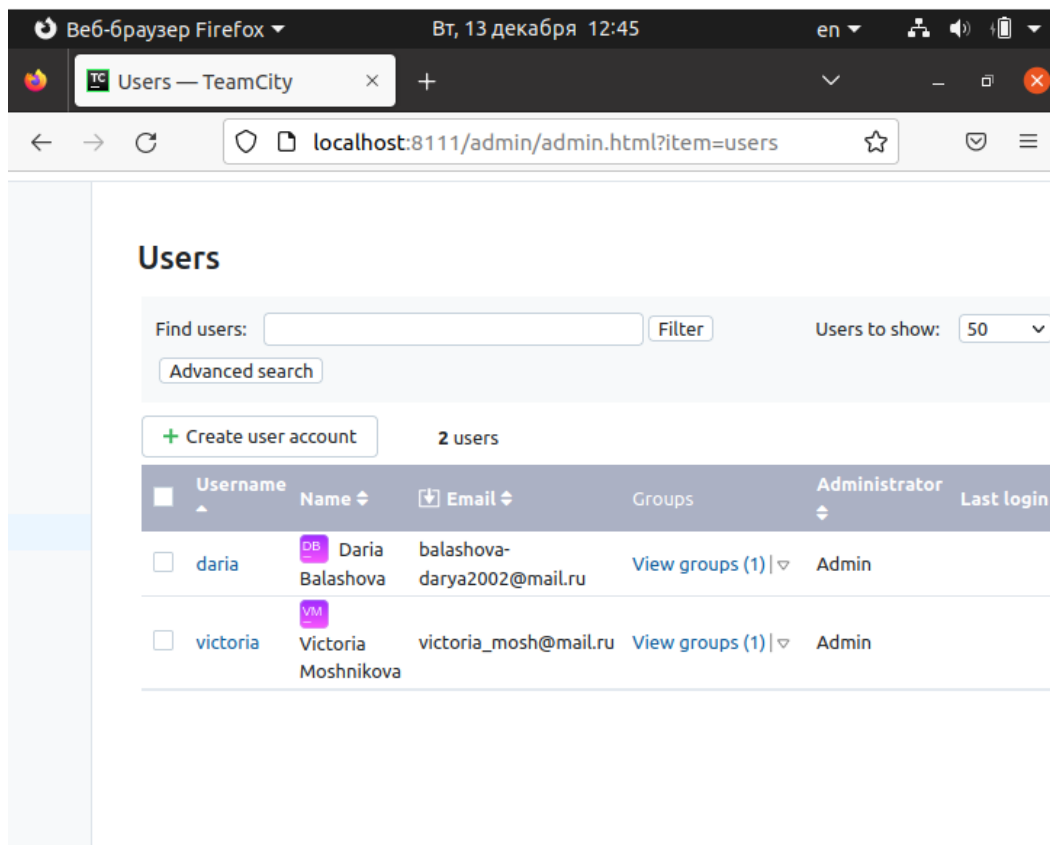 Веб-браузер Firefox Вт, 13 декабря 12:45 en
TC Users — TeamCity
localhost:8111/admin/admin.html?item=users
Users
Find users: Filter Users to show: 50
Advanced search
+ Create user account 2 users
Username Name Email Groups Administrator Last login
daria DB Daria Balashova balashova-darya2002@mail.ru View groups (1) Admin
victoria VM Victoria Moshnikova victoria_mosh@mail.ru View groups (1) Admin